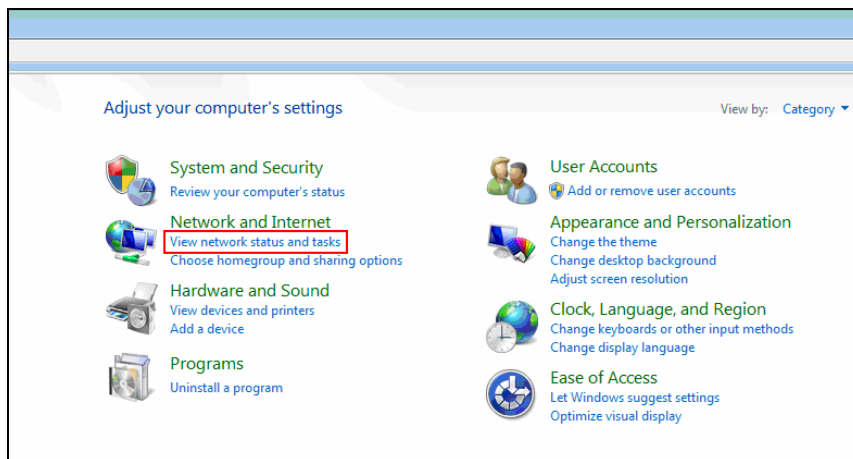 Adjust your computer's settings
View by: Category
System and Security
Review your computer's status
Network and Internet
View network status and tasks
Choose homegroup and sharing options
Hardware and Sound
View devices and printers
Add a device
Programs
Uninstall a program
User Accounts
Add or remove user accounts
Appearance and Personalization
Change the theme
Change desktop background
Adjust screen resolution
Clock, Language, and Region
Change keyboards or other input methods
Change display language
Ease of Access
Let Windows suggest settings
Optimize visual display